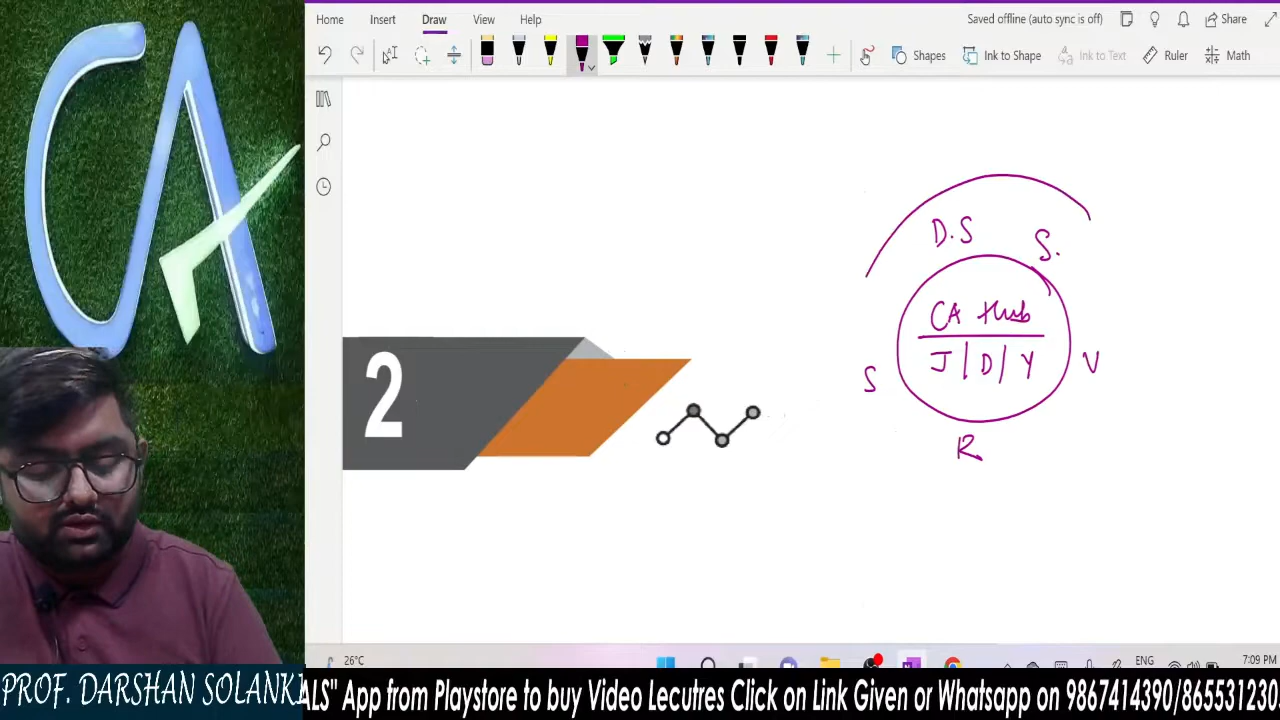 CA
Home Insert Draw View Help Saved offline (auto sync is off) Share
Shapes Ink to Shape Ink to Text Ruler Math
D.S S.
CA Hub
J | D | Y
S V
R
2
26°C ENG 7:09 PM
PROF. DARSHAN SOLANKI
ALS" App from Playstore to buy Video Lecutres Click on Link Given or Whatsapp on 9867414390/865531230